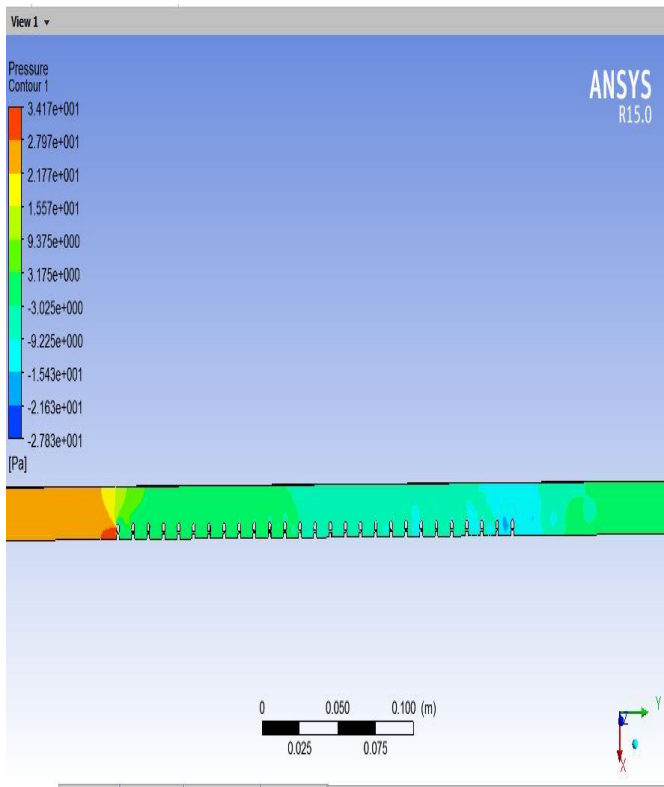 View 1 ▼
Pressure
Contour 1
3.417e+001
2.797e+001
2.177e+001
1.557e+001
9.375e+000
3.175e+000
-3.025e+000
-9.225e+000
-1.543e+001
-2.163e+001
-2.783e+001
[Pa]
ANSYS
R15.0
0 0.050 0.100 (m)
0.025 0.075
Y
Z
X